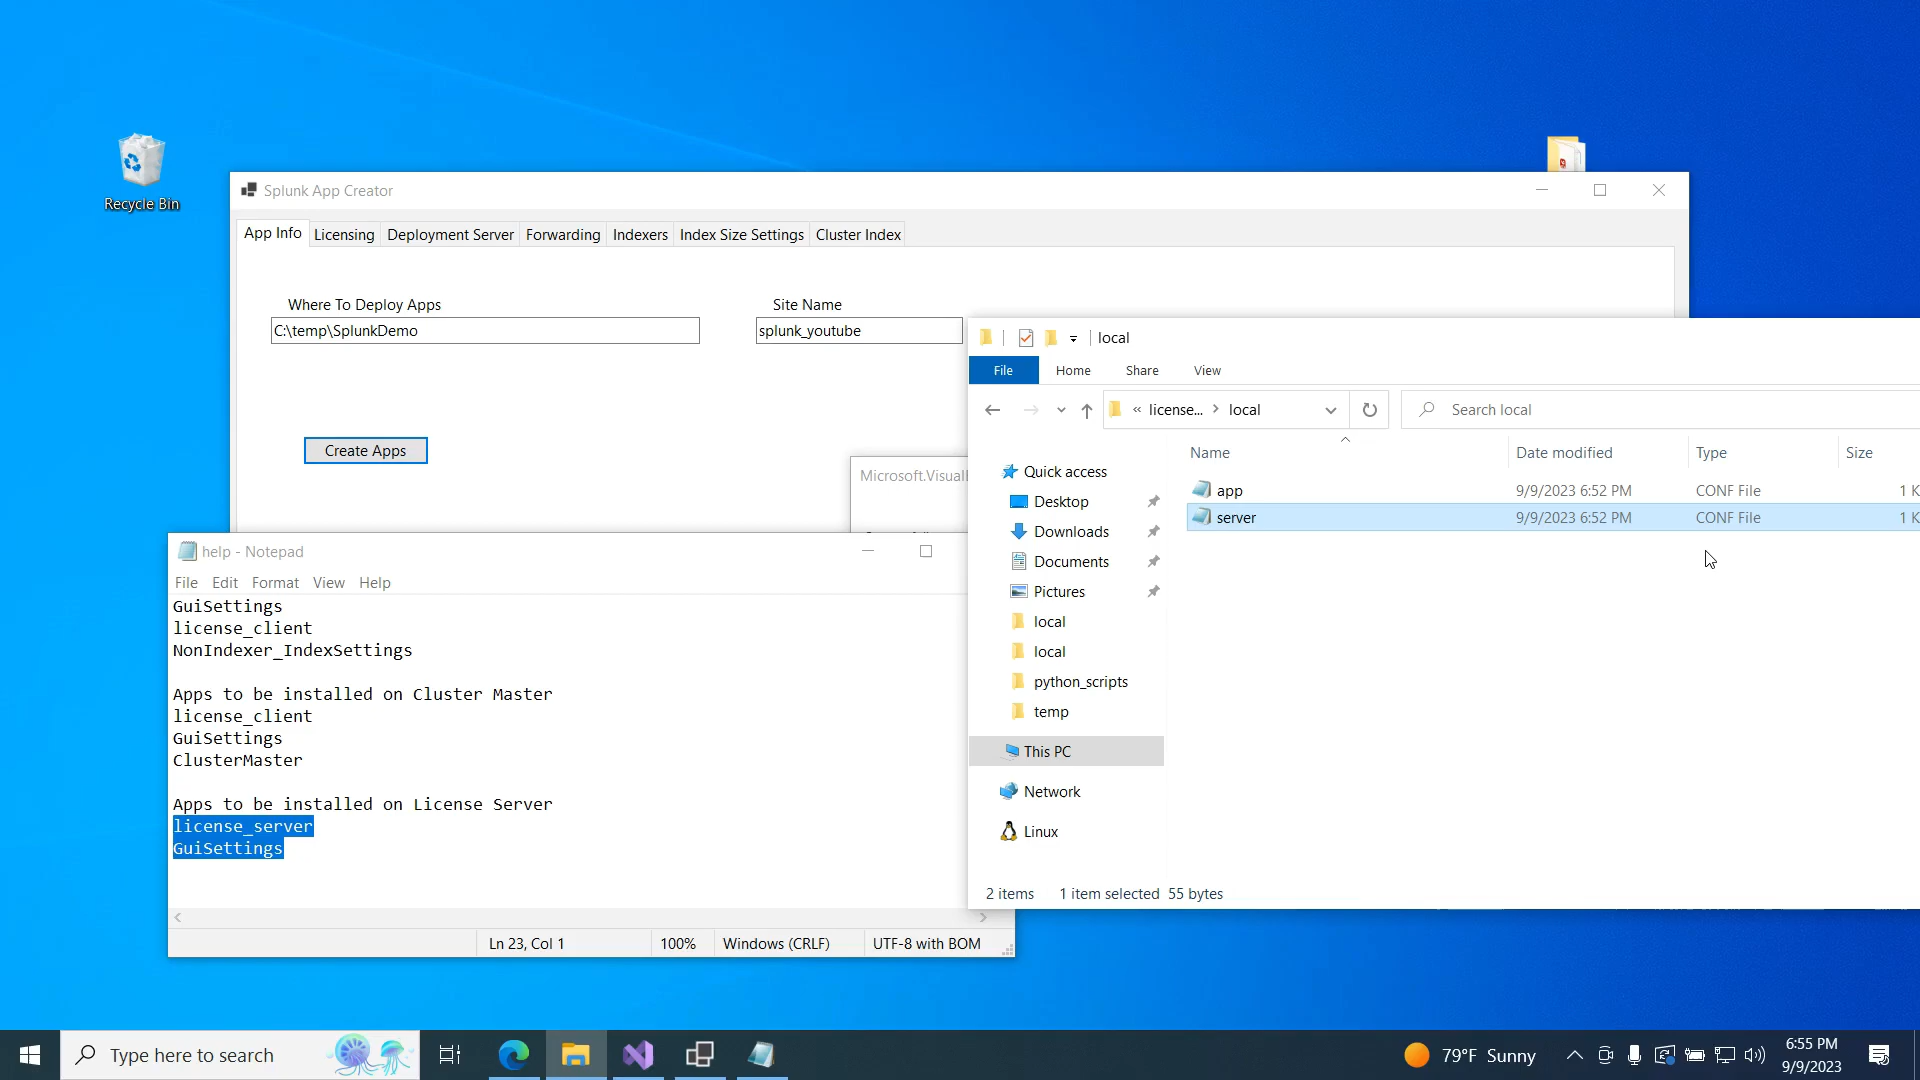 Recycle Bin
Splunk App Creator
App Info
Licensing
Deployment Server
Forwarding
Indexers
Index Size Settings
Cluster Index
Where To Deploy Apps
Site Name
C:\temp\SplunkDemo
splunk_youtube
Create Apps
local
File
Home
Share
View
« license... > local
Search local
Name
Date modified
Type
Size
app
9/9/2023 6:52 PM
CONF File
1 K
server
9/9/2023 6:52 PM
CONF File
1 K
Quick access
Desktop
Downloads
Documents
Pictures
local
local
python_scripts
temp
This PC
Network
Linux
2 items
1 item selected 55 bytes
help - Notepad
File
Edit
Format
View
Help
GuiSettings
license_client
NonIndexer_IndexSettings
Apps to be installed on Cluster Master
license_client
GuiSettings
ClusterMaster
Apps to be installed on License Server
license_server
GuiSettings
Ln 23, Col 1
100%
Windows (CRLF)
UTF-8 with BOM
Type here to search
79°F Sunny
6:55 PM
9/9/2023